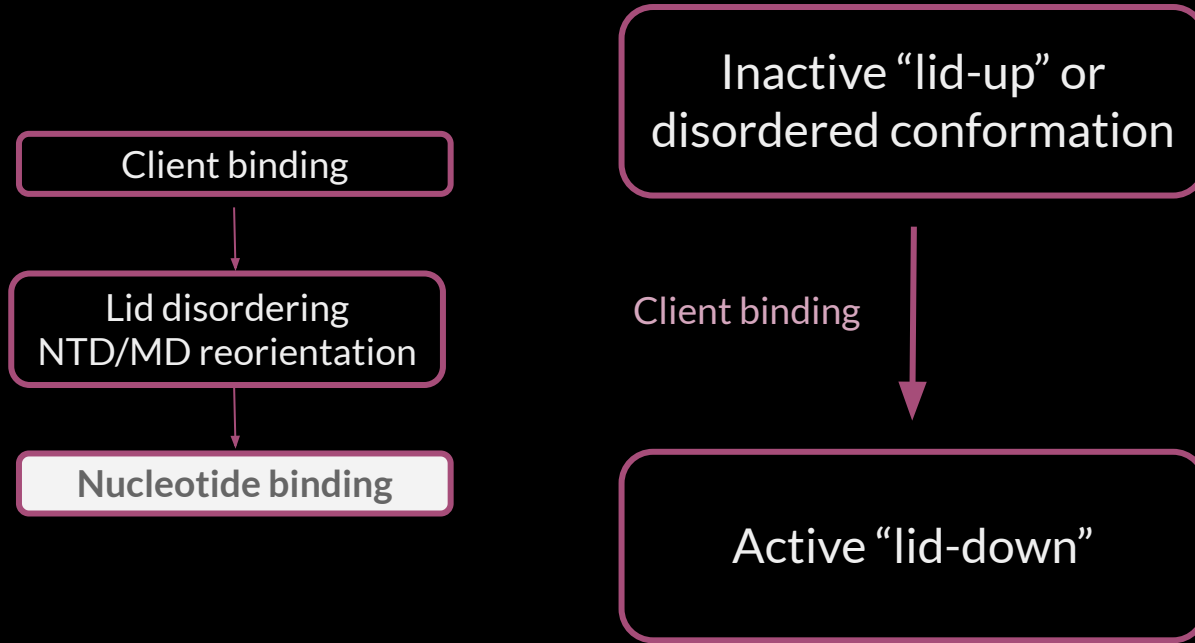 Client binding
Lid disordering
NTD/MD reorientation
Nucleotide binding
Inactive “lid-up” or
disordered conformation
Client binding
Active “lid-down”